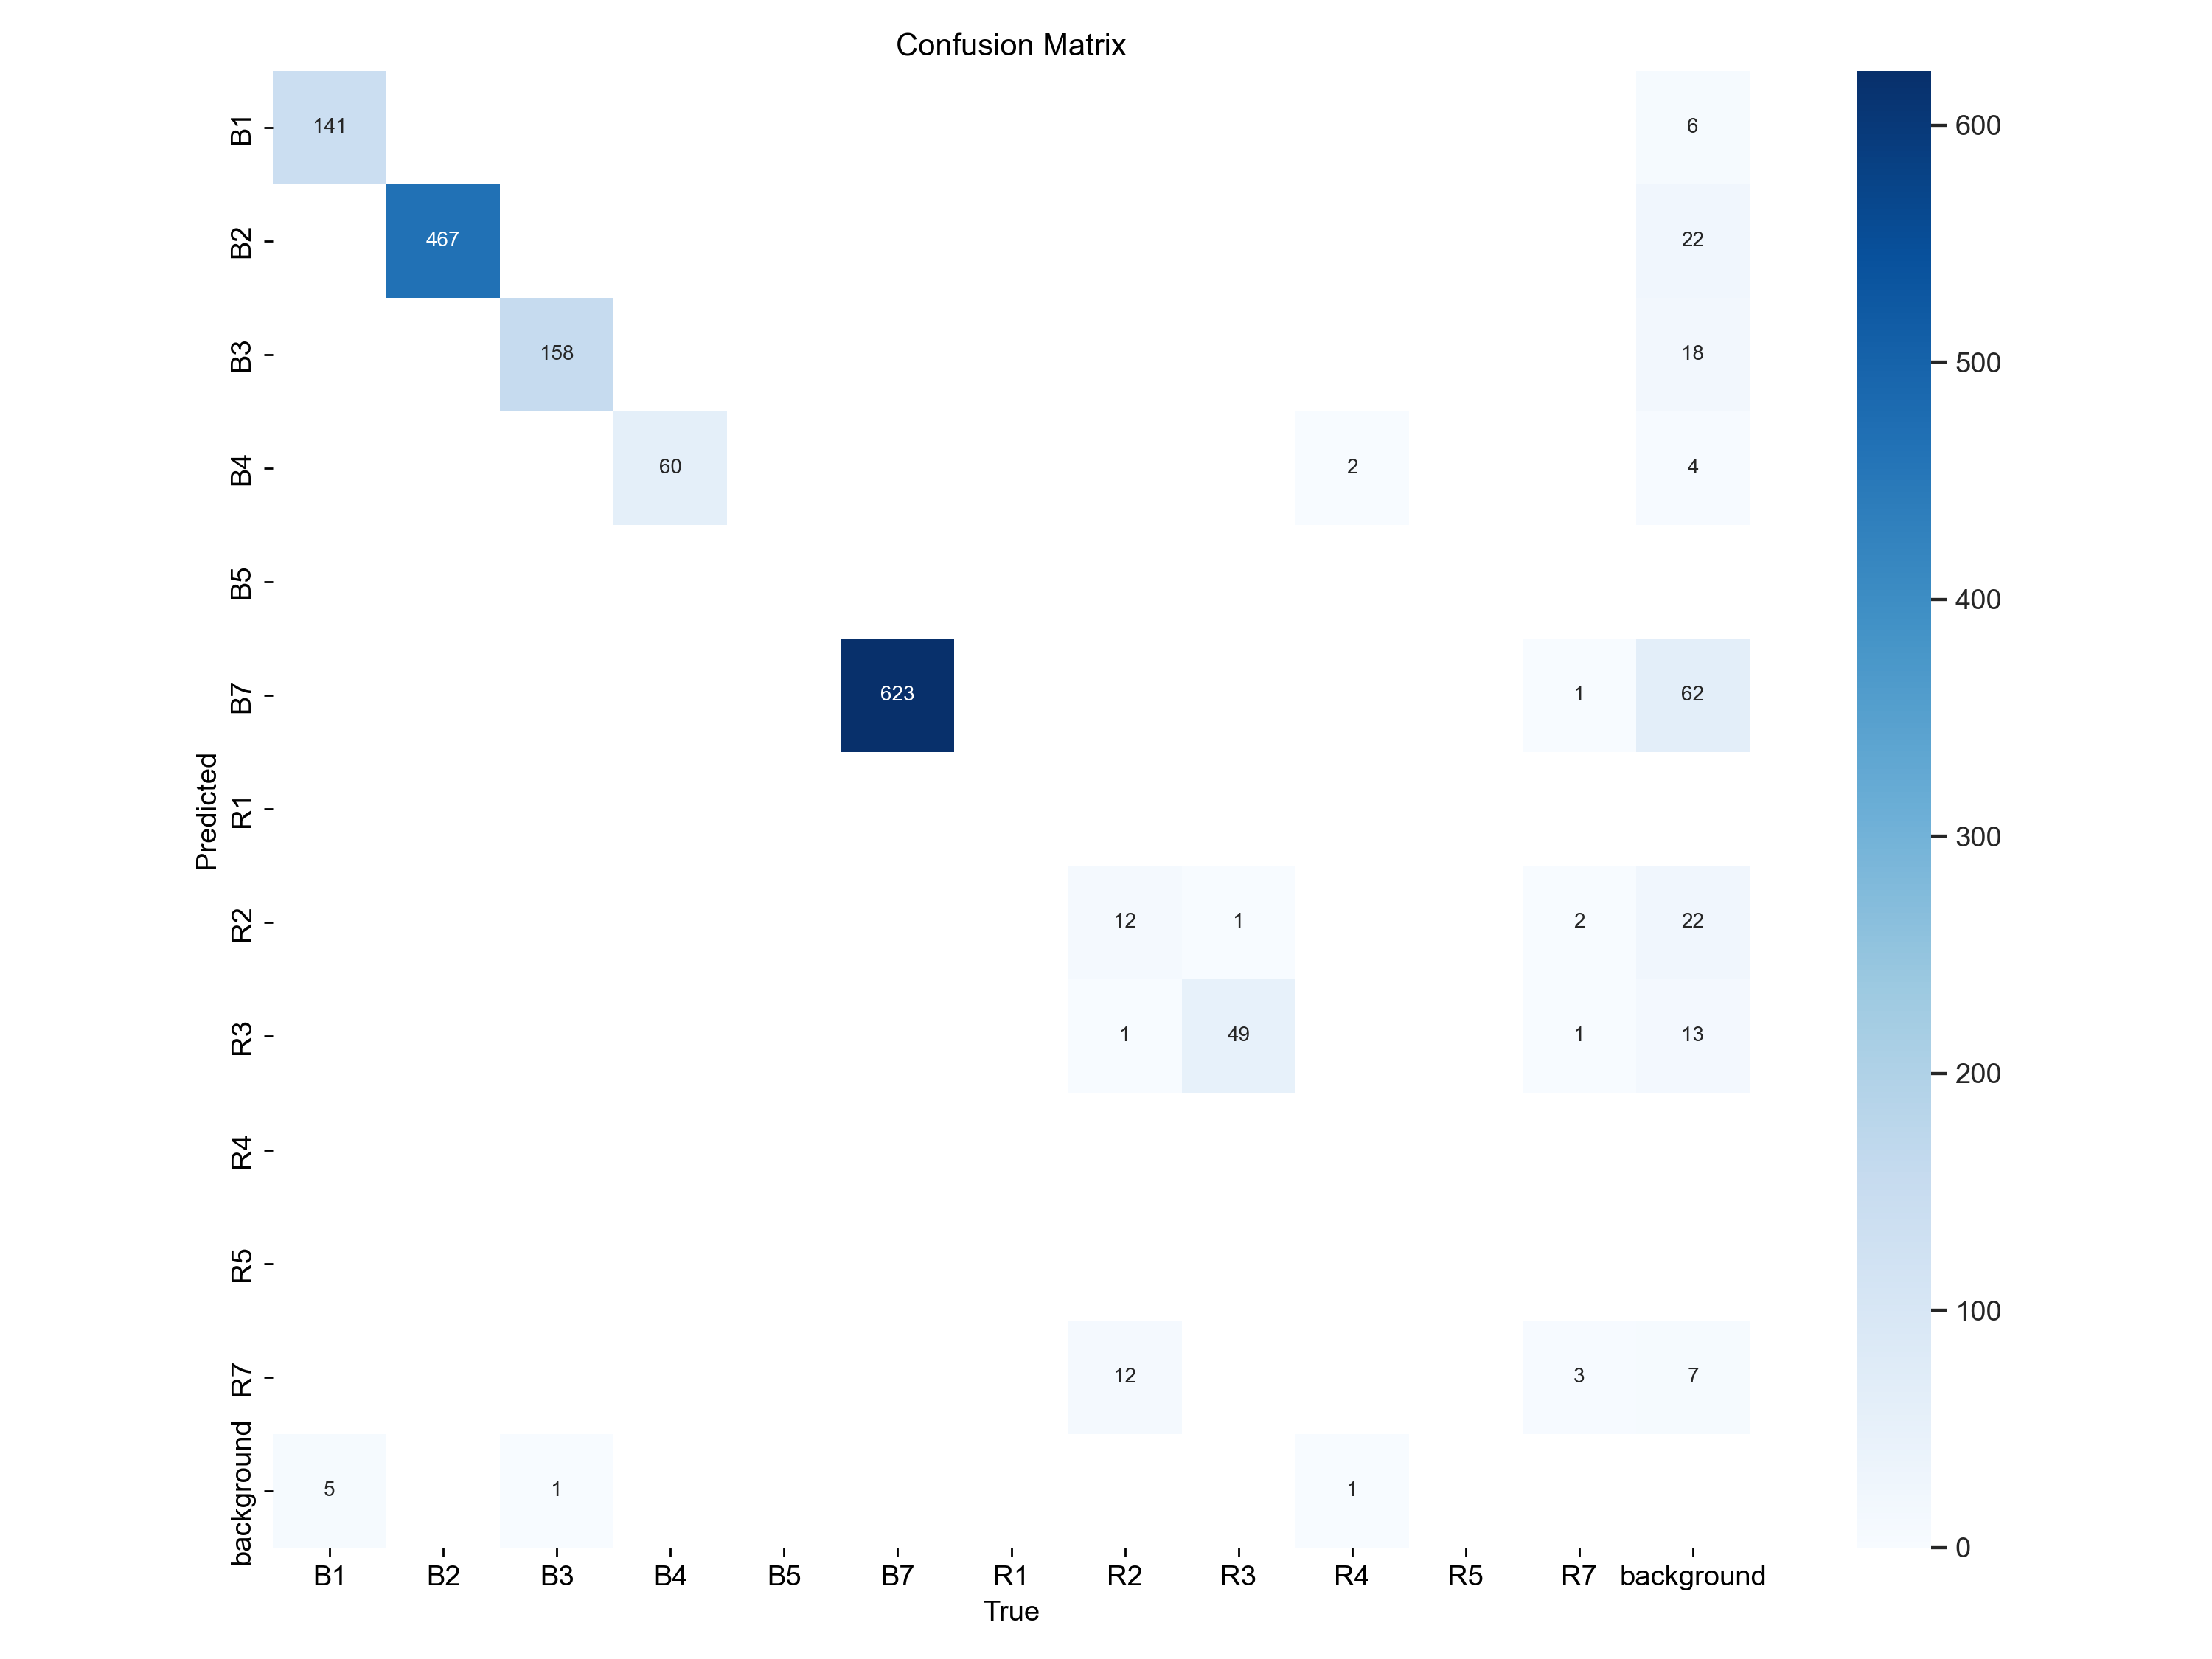 Confusion Matrix
B1 141 6
B2 467 22
B3 158 18
B4 60 2 4
B5
B7 623 1 62
R1
R2 12 1 2 22
R3 1 49 1 13
R4
R5
R7 12 3 7
background 5 1 1
Predicted
B1 B2 B3 B4 B5 B7 R1 R2 R3 R4 R5 R7 background
True
600
500
400
300
200
100
0